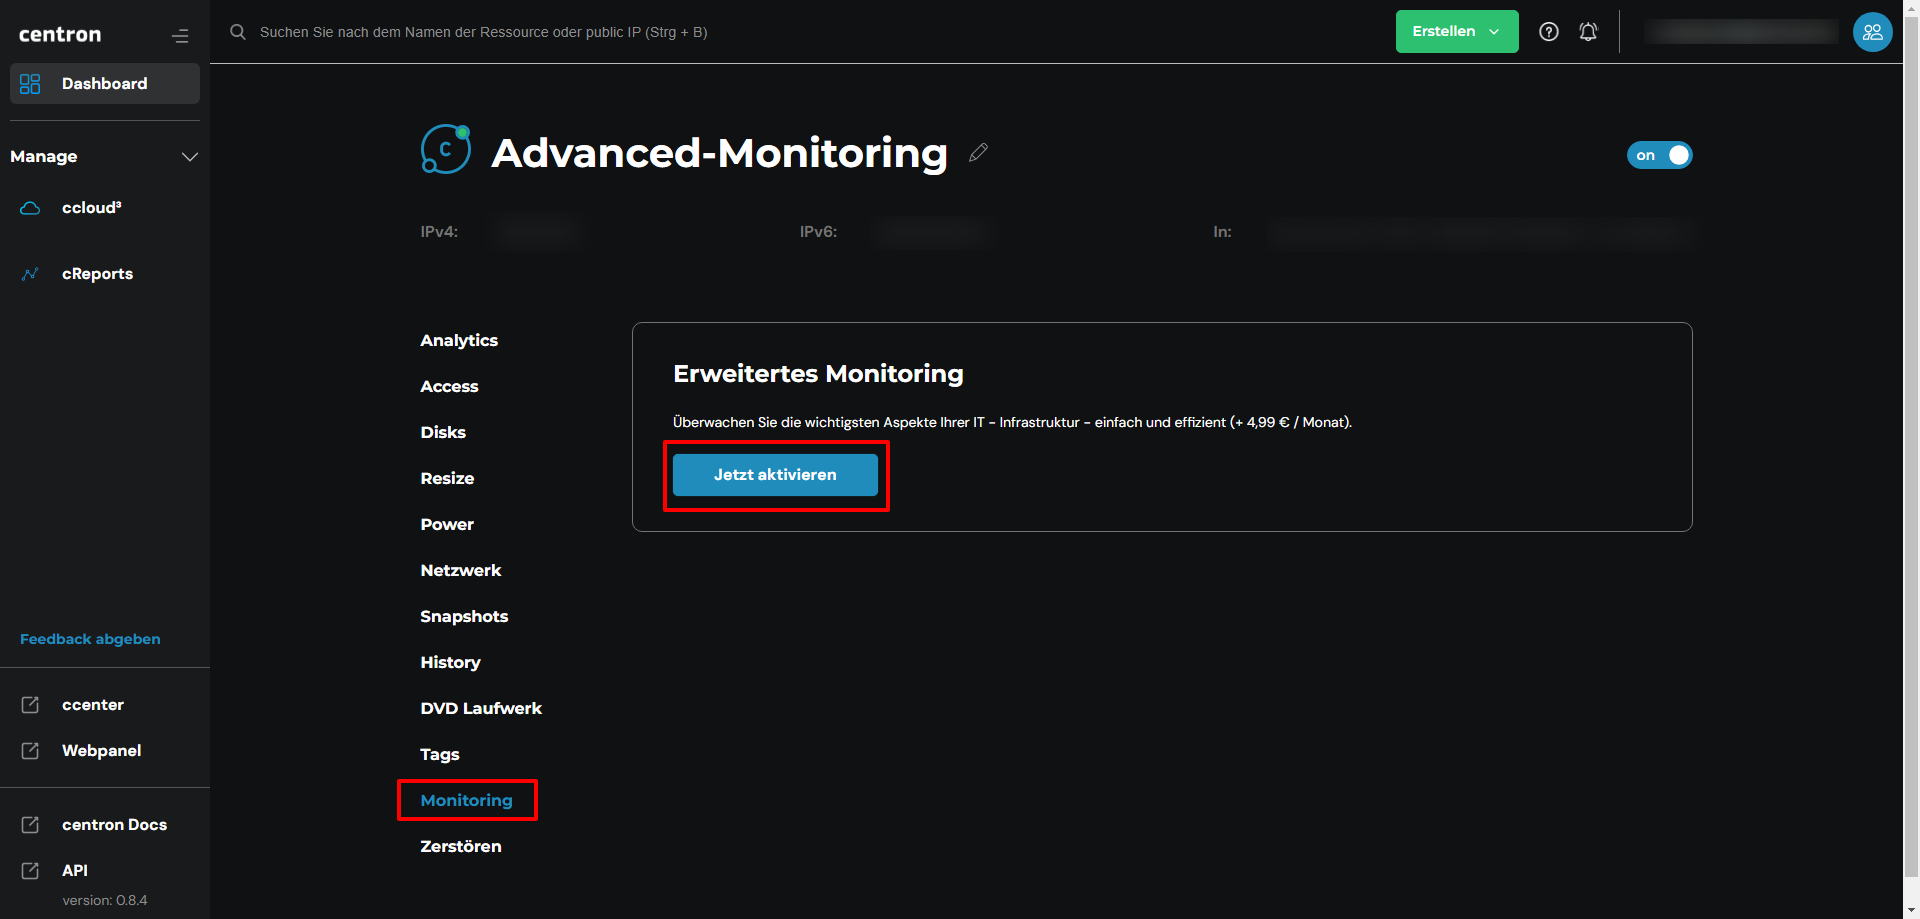 centron
Suchen Sie nach dem Namen der Ressource oder public IP (Strg + B)
Erstellen
Dashboard
Manage
ccloud³
cReports
Feedback abgeben
ccenter
Webpanel
centron Docs
API
version: 0.8.4
C
Advanced-Monitoring
on
IPv4:
IPv6:
In:
Analytics
Access
Disks
Resize
Power
Netzwerk
Snapshots
History
DVD Laufwerk
Tags
Monitoring
Zerstören
Erweitertes Monitoring
Überwachen Sie die wichtigsten Aspekte Ihrer IT - Infrastruktur - einfach und effizient (+ 4,99 € / Monat).
Jetzt aktivieren